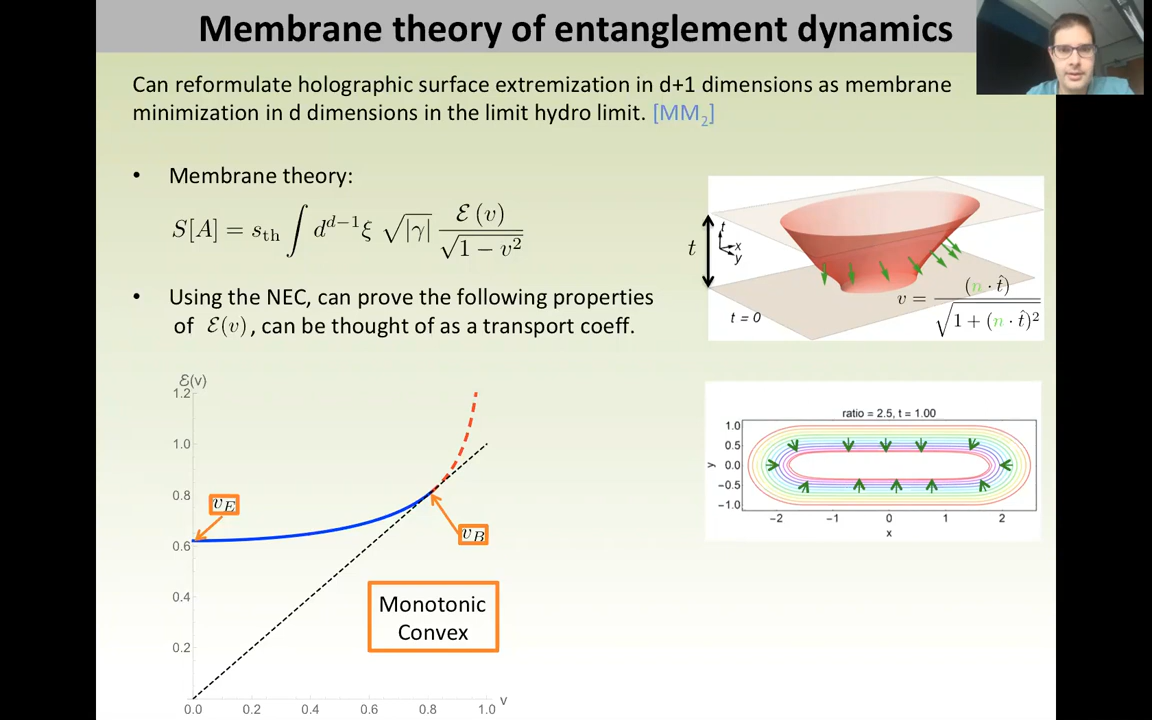 Membrane theory of entanglement dynamics
Can reformulate holographic surface extremization in d+1 dimensions as membrane
minimization in d dimensions in the limit hydro limit. [MM₂]
• Membrane theory:
S[A] = s_th ∫ d^{d−1}ξ √|γ| ℰ(v) / √(1 − v²)
• Using the NEC, can prove the following properties
of ℰ(v), can be thought of as a transport coeff.
t
t
x
y
t = 0
v = (n · t̂) / √(1 + (n · t̂)²)
ℰ(v)
1.2
1.0
0.8
0.6
0.4
0.2
v_E
v_B
Monotonic
Convex
0.0 0.2 0.4 0.6 0.8 1.0 v
ratio = 2.5, t = 1.00
1.0
0.5
y 0.0
−0.5
−1.0
−2 −1 0 1 2
x